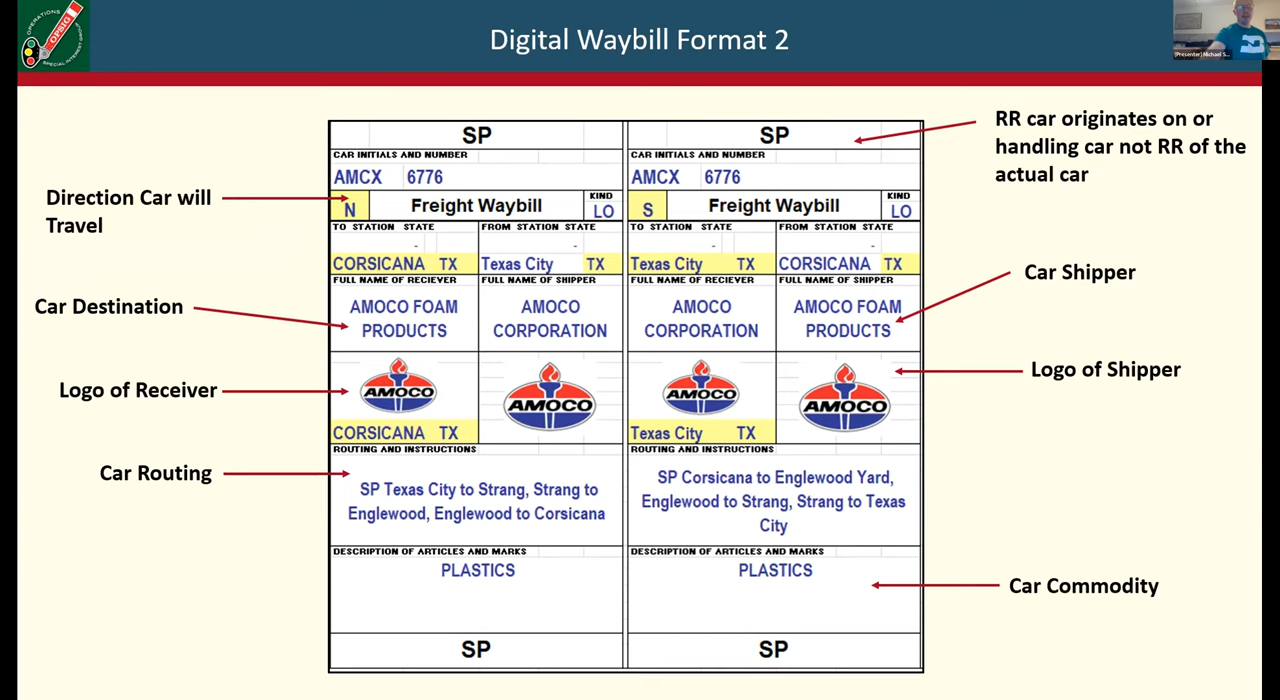 OPERATIONS
OPSIG
SPECIAL INTEREST GROUP
Digital Waybill Format 2
[Presenter] Michael S...
RR car originates on or
handling car not RR of the
actual car
Direction Car will
Travel
Car Destination
Logo of Receiver
Car Routing
SP
CAR INITIALS AND NUMBER
AMCX 6776
N Freight Waybill KIND LO
TO STATION STATE FROM STATION STATE
- -
CORSICANA TX Texas City TX
FULL NAME OF RECIEVER FULL NAME OF SHIPPER
AMOCO FOAM AMOCO
PRODUCTS CORPORATION
AMOCO AMOCO
CORSICANA TX
ROUTING AND INSTRUCTIONS
SP Texas City to Strang, Strang to
Englewood, Englewood to Corsicana
DESCRIPTION OF ARTICLES AND MARKS
PLASTICS
SP
SP
CAR INITIALS AND NUMBER
AMCX 6776
S Freight Waybill KIND LO
TO STATION STATE FROM STATION STATE
- -
Texas City TX CORSICANA TX
FULL NAME OF RECIEVER FULL NAME OF SHIPPER
AMOCO AMOCO FOAM
CORPORATION PRODUCTS
AMOCO AMOCO
Texas City TX
ROUTING AND INSTRUCTIONS
SP Corsicana to Englewood Yard,
Englewood to Strang, Strang to Texas
City
DESCRIPTION OF ARTICLES AND MARKS
PLASTICS
SP
Car Shipper
Logo of Shipper
Car Commodity